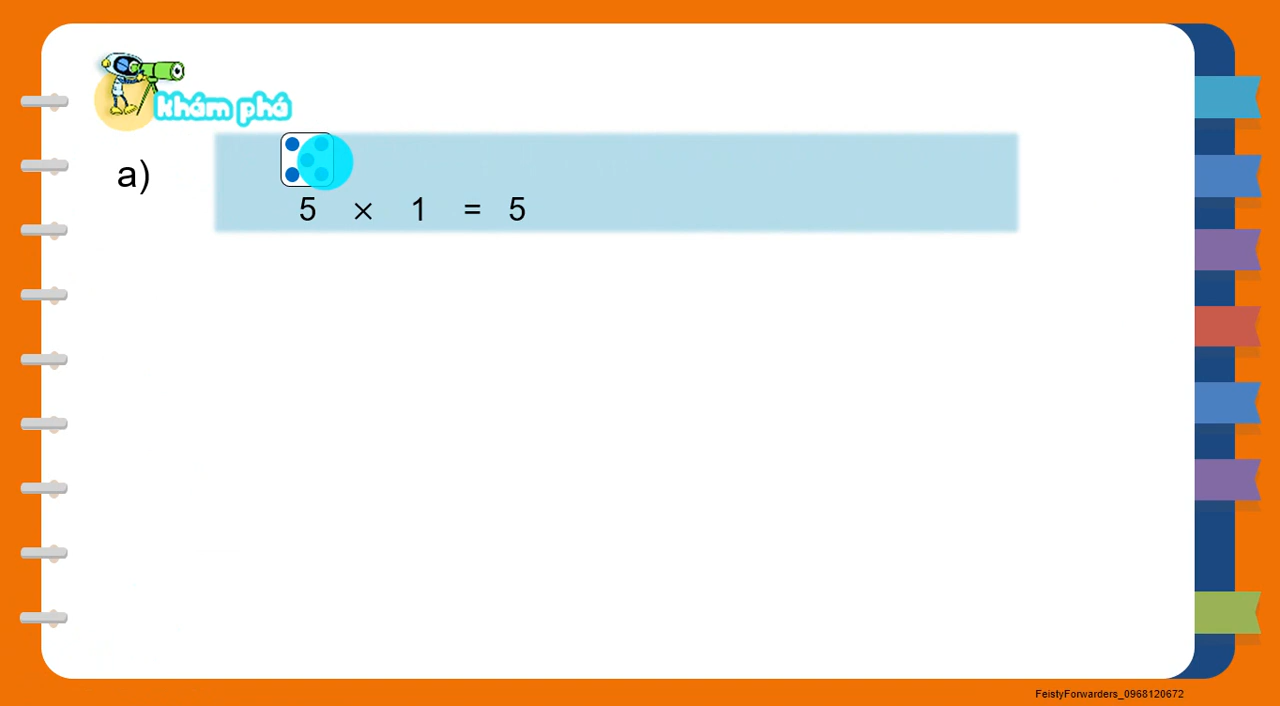 khám phá
a)
5 × 1 = 5
FeistyForwarders_0968120672